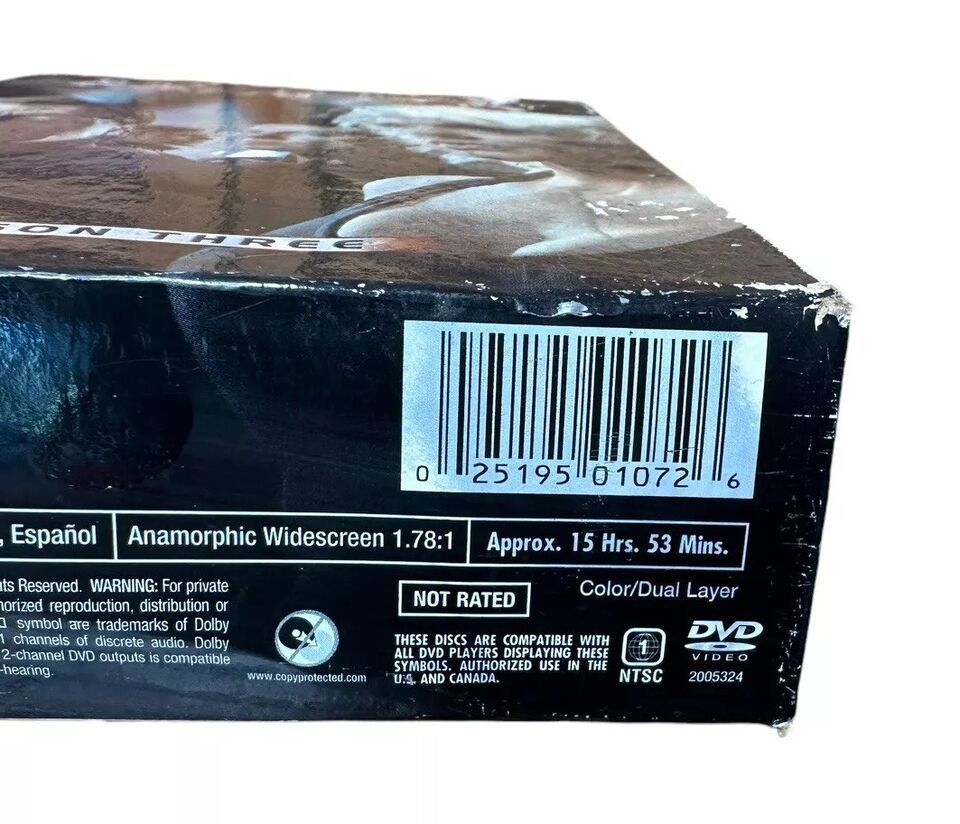 SON THREE
0 25195 01072 6
, Español
Anamorphic Widescreen 1.78:1
Approx. 15 Hrs. 53 Mins.
ts Reserved. WARNING: For private
horized reproduction, distribution or
symbol are trademarks of Dolby
1 channels of discrete audio. Dolby
2-channel DVD outputs is compatible
-hearing.
www.copyprotected.com
NOT RATED
Color/Dual Layer
THESE DISCS ARE COMPATIBLE WITH
ALL DVD PLAYERS DISPLAYING THESE
SYMBOLS. AUTHORIZED USE IN THE
U.S. AND CANADA.
1
NTSC
DVD
VIDEO
2005324